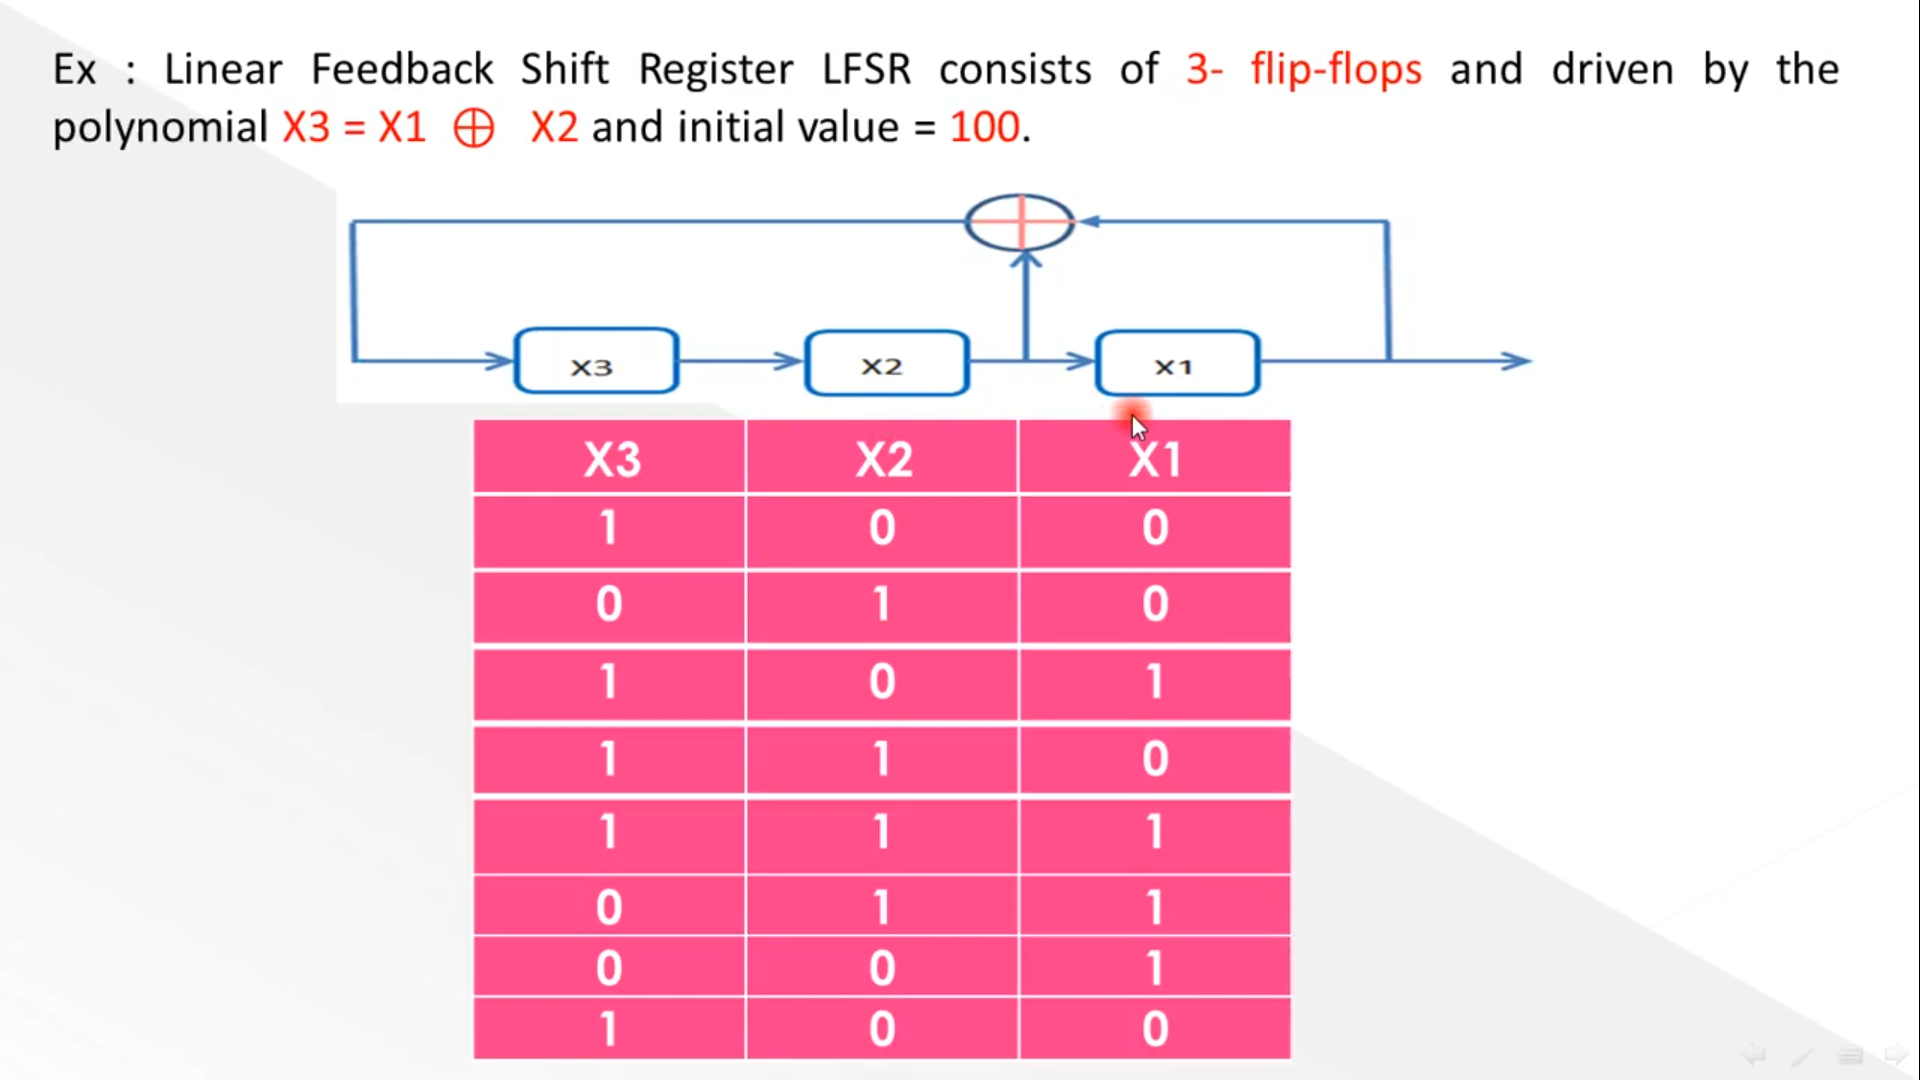 Ex : Linear Feedback Shift Register LFSR consists of 3- flip-flops and driven by the
polynomial X3 = X1 ⊕ X2 and initial value = 100.
X3 X2 X1
X3 X2 X1
1 0 0
0 1 0
1 0 1
1 1 0
1 1 1
0 1 1
0 0 1
1 0 0